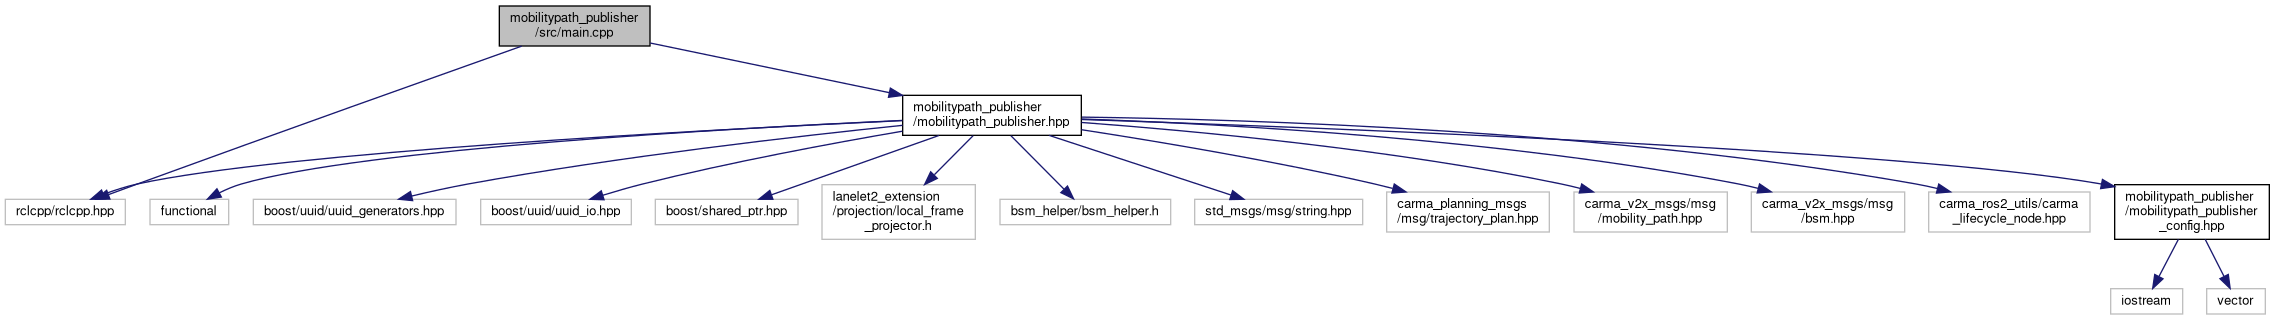 mobilitypath_publisher
/src/main.cpp
mobilitypath_publisher
/mobilitypath_publisher.hpp
rclcpp/rclcpp.hpp
functional
boost/uuid/uuid_generators.hpp
boost/uuid/uuid_io.hpp
boost/shared_ptr.hpp
lanelet2_extension
/projection/local_frame
_projector.h
bsm_helper/bsm_helper.h
std_msgs/msg/string.hpp
carma_planning_msgs
/msg/trajectory_plan.hpp
carma_v2x_msgs/msg
/mobility_path.hpp
carma_v2x_msgs/msg
/bsm.hpp
carma_ros2_utils/carma
_lifecycle_node.hpp
mobilitypath_publisher
/mobilitypath_publisher
_config.hpp
iostream
vector